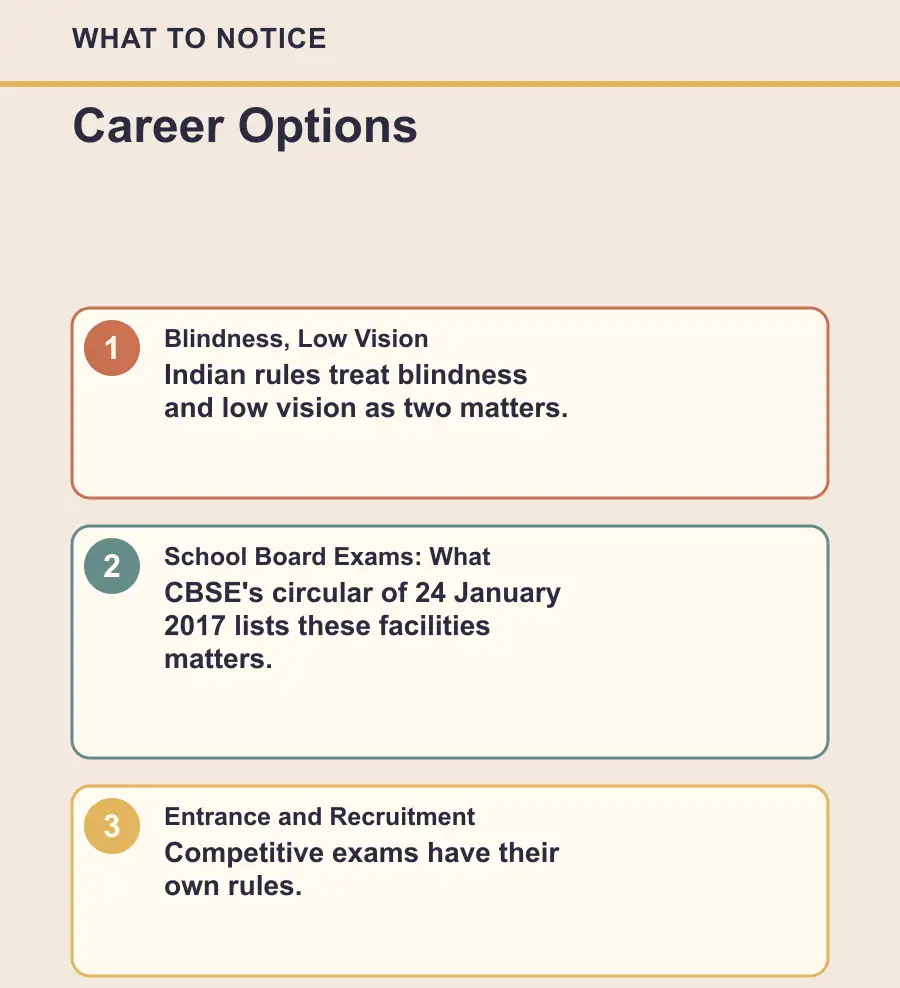 WHAT TO NOTICE
Career Options
1
Blindness, Low Vision
Indian rules treat blindness
and low vision as two matters.
2
School Board Exams: What
CBSE's circular of 24 January
2017 lists these facilities
matters.
3
Entrance and Recruitment
Competitive exams have their
own rules.